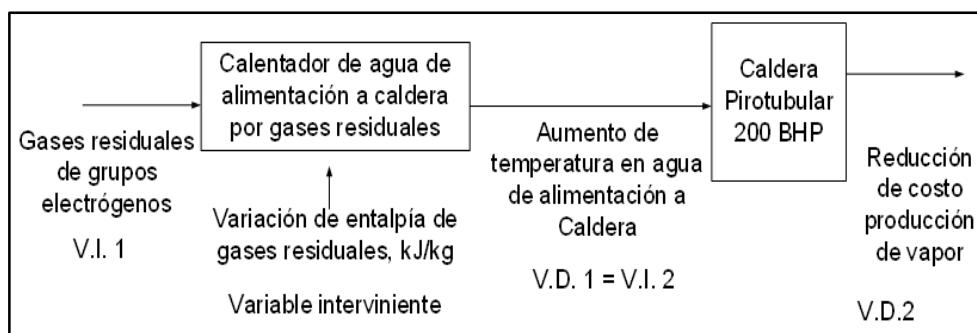 Calentador de agua de
alimentación a caldera
por gases residuales
Caldera
Pirotubular
200 BHP
Gases residuales
de grupos
electrógenos
V.I. 1
Variación de entalpía de
gases residuales, kJ/kg
Variable interviniente
Aumento de
temperatura en agua
de alimentación a
Caldera
V.D. 1 = V.I. 2
Reducción
de costo
producción
de vapor
V.D.2